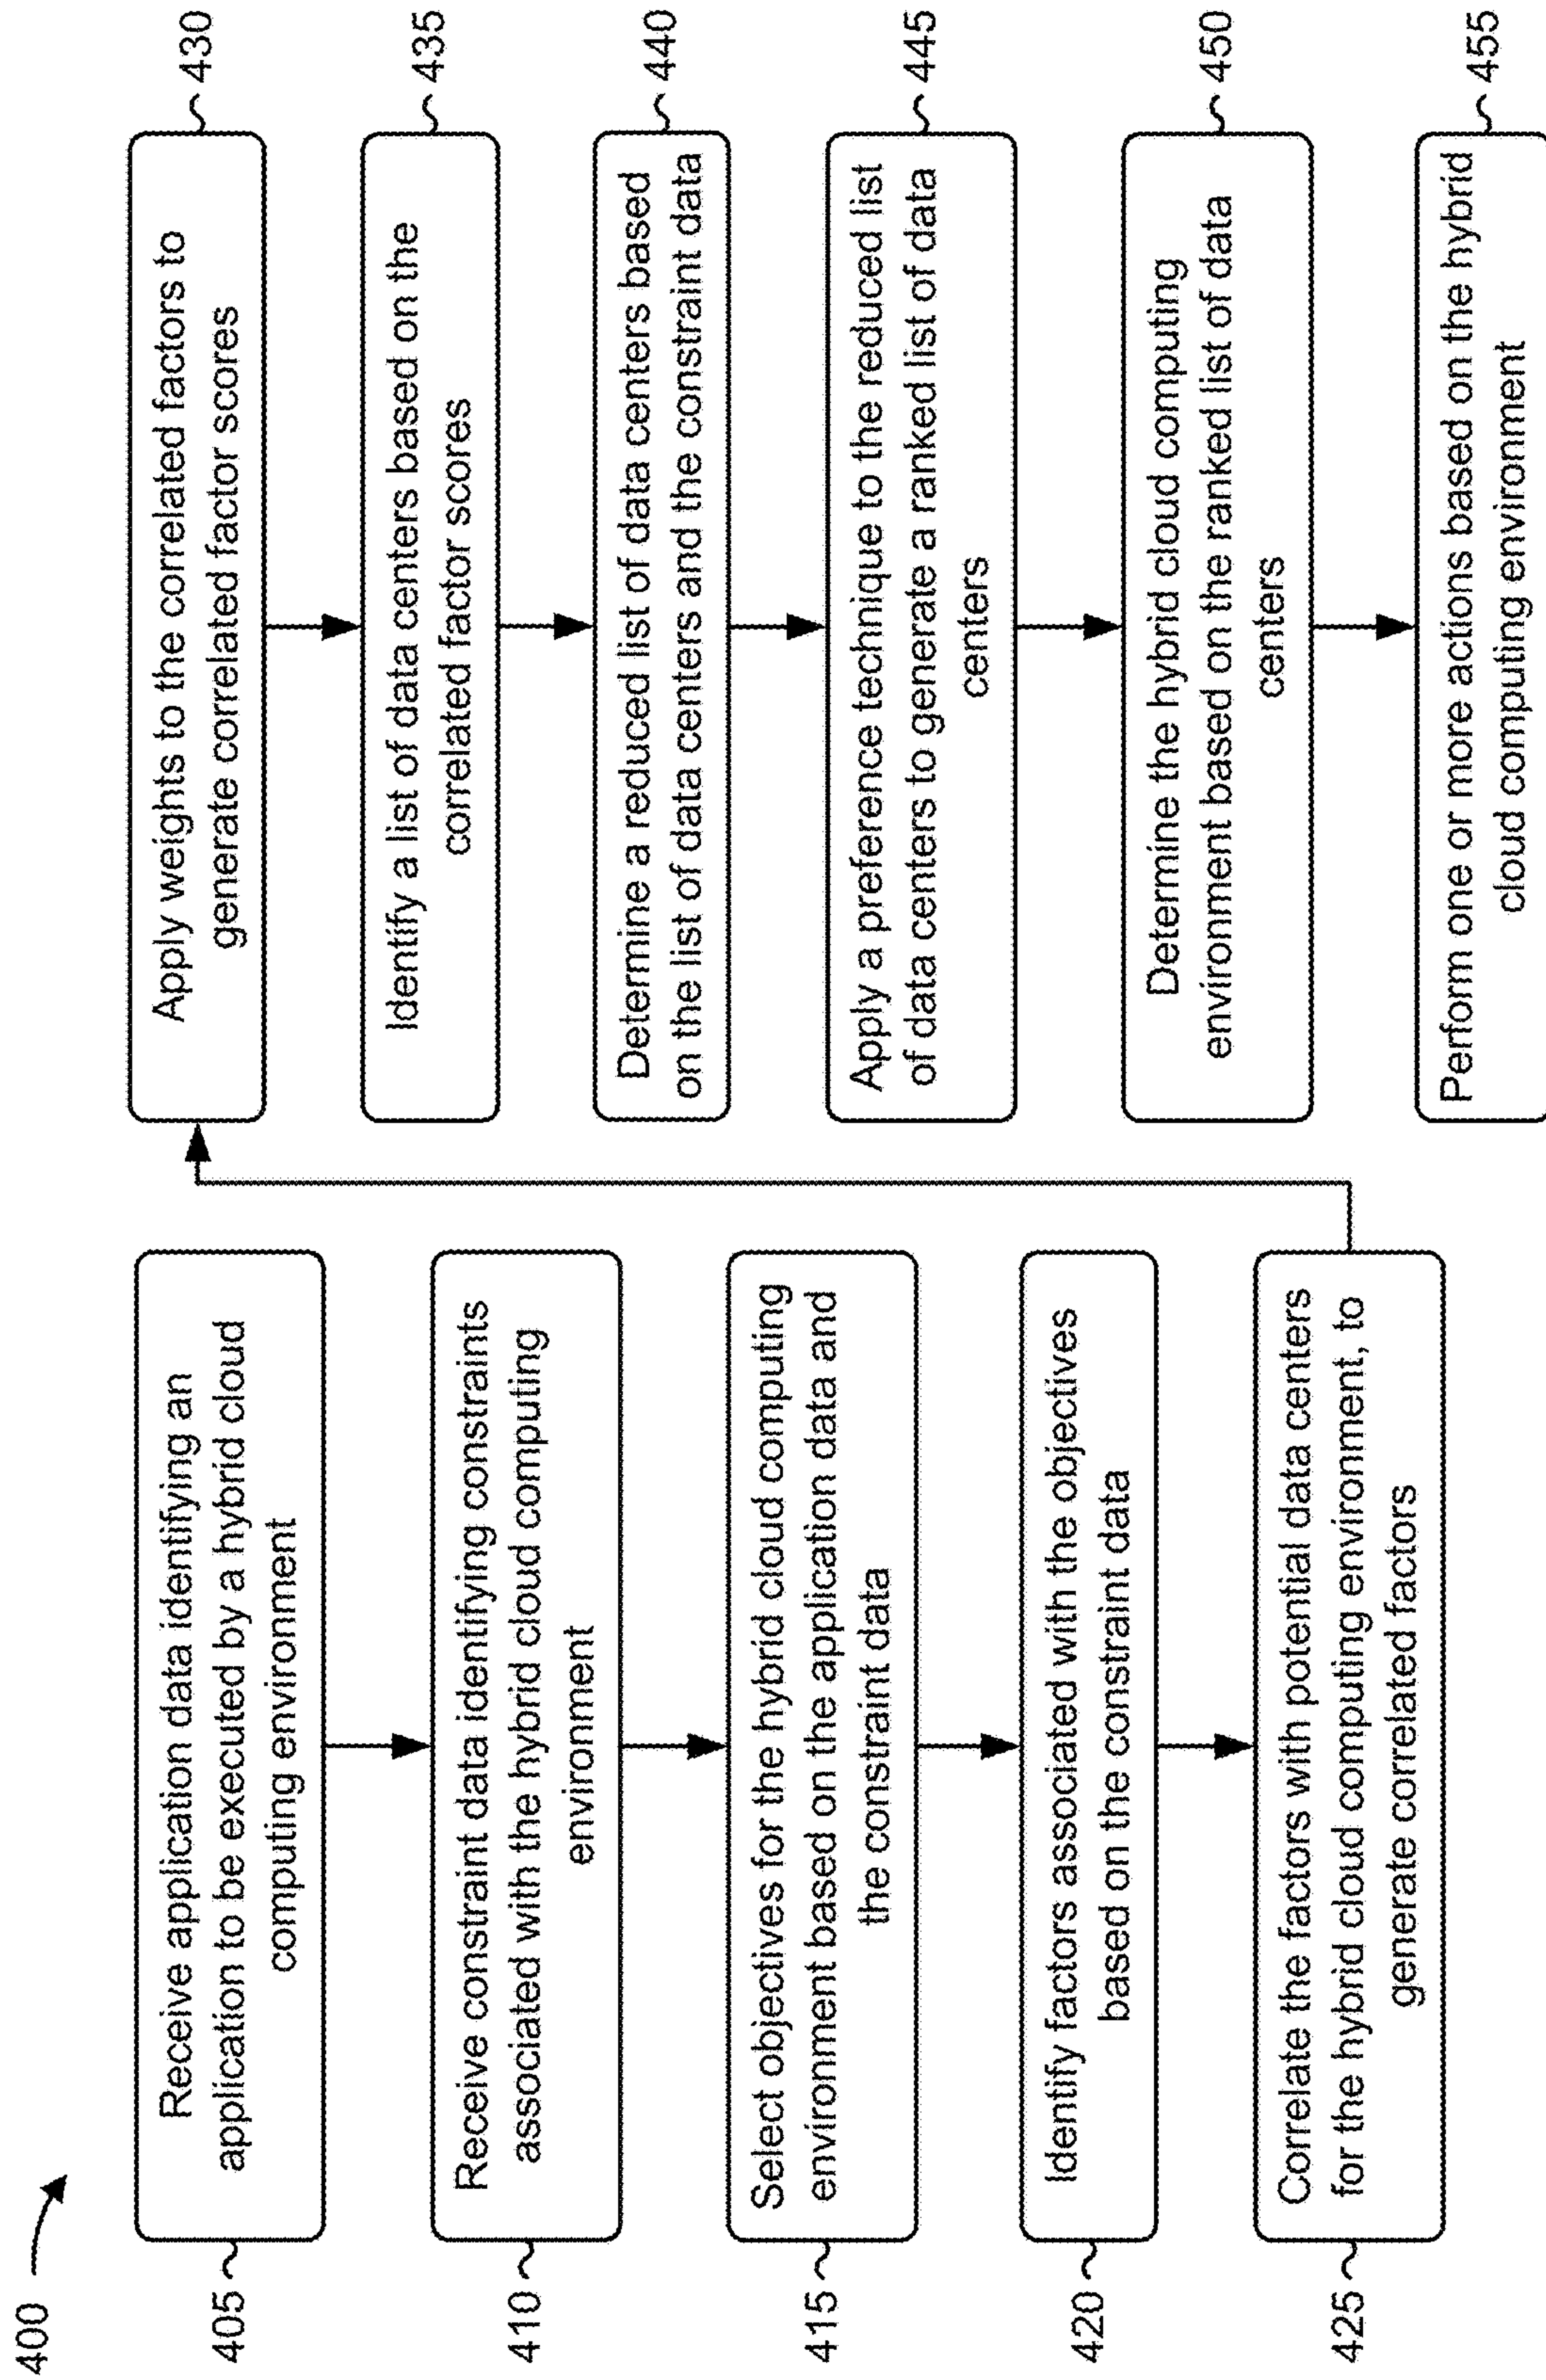 400
405
Receive application data identifying an
application to be executed by a hybrid cloud
computing environment
410
Receive constraint data identifying constraints
associated with the hybrid cloud computing
environment
415
Select objectives for the hybrid cloud computing
environment based on the application data and
the constraint data
420
Identify factors associated with the objectives
based on the constraint data
425
Correlate the factors with potential data centers
for the hybrid cloud computing environment, to
generate correlated factors
Apply weights to the correlated factors to
generate correlated factor scores
430
Identify a list of data centers based on the
correlated factor scores
435
Determine a reduced list of data centers based
on the list of data centers and the constraint data
440
Apply a preference technique to the reduced list
of data centers to generate a ranked list of data
centers
445
Determine the hybrid cloud computing
environment based on the ranked list of data
centers
450
Perform one or more actions based on the hybrid
cloud computing environment
455